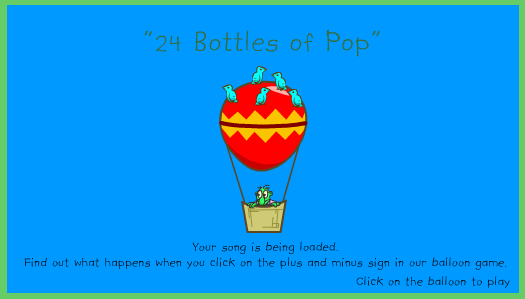 "24 Bottles of Pop"
Your song is being loaded.
Find out what happens when you click on the plus and minus sign in our balloon game.
Click on the balloon to play